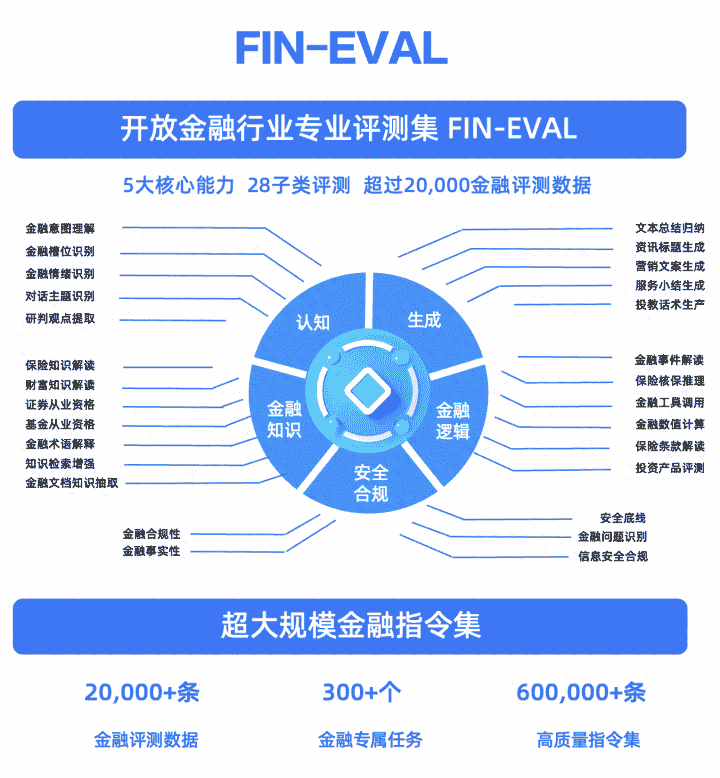 FIN-EVAL
开放金融行业专业评测集 FIN-EVAL
5大核心能力 28子类评测 超过20,000金融评测数据
金融意图理解
金融槽位识别
金融情绪识别
对话主题识别
研判观点提取
文本总结归纳
资讯标题生成
营销文案生成
服务小结生成
投教话术生产
认知
生成
金融
知识
金融
逻辑
安全
合规
保险知识解读
财富知识解读
证券从业资格
基金从业资格
金融术语解释
知识检索增强
金融文档知识抽取
金融事件解读
保险核保推理
金融工具调用
金融数值计算
保险条款解读
投资产品评测
金融合规性
金融事实性
安全底线
金融问题识别
信息安全合规
超大规模金融指令集
20,000+条
300+个
600,000+条
金融评测数据
金融专属任务
高质量指令集